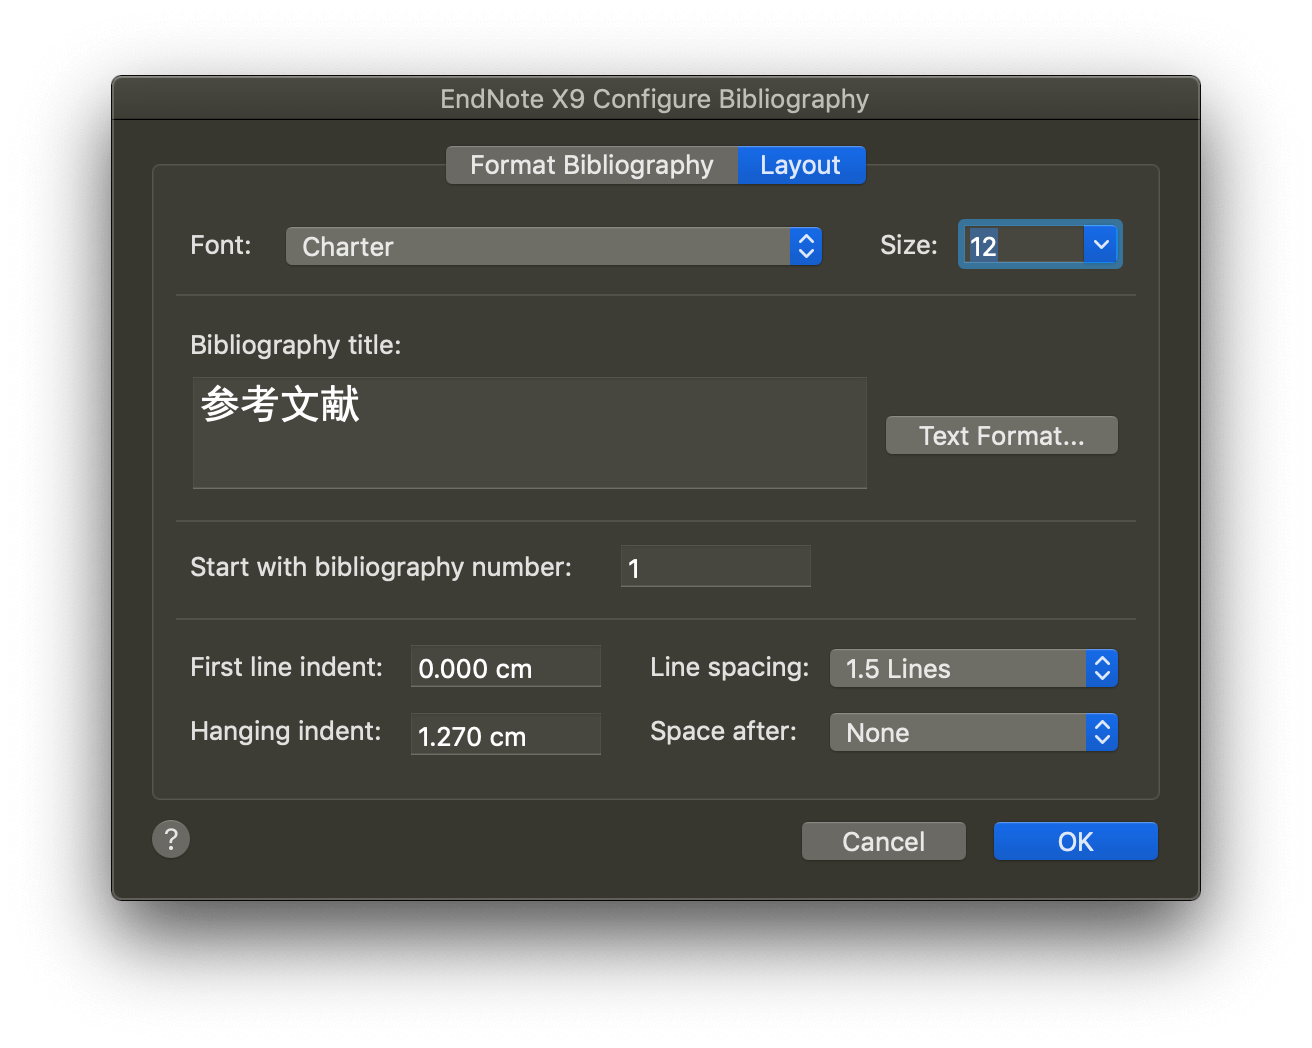 EndNote X9 Configure Bibliography
Format Bibliography Layout
Font: Charter Size: 12
Bibliography title:
参考文献
Text Format...
Start with bibliography number: 1
First line indent: 0.000 cm Line spacing: 1.5 Lines
Hanging indent: 1.270 cm Space after: None
? Cancel OK